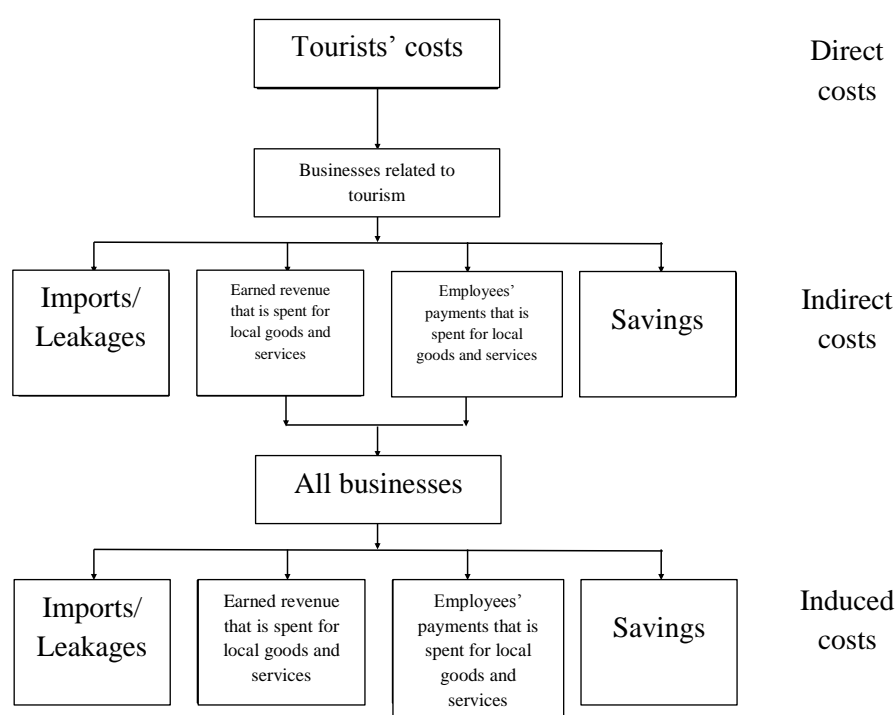 Tourists’ costs
Direct
costs
Businesses related to
tourism
Imports/
Leakages
Earned revenue
that is spent for
local goods and
services
Employees’
payments that is
spent for local
goods and services
Savings
Indirect
costs
All businesses
Imports/
Leakages
Earned revenue
that is spent for
local goods and
services
Employees’
payments that is
spent for local
goods and
services
Savings
Induced
costs